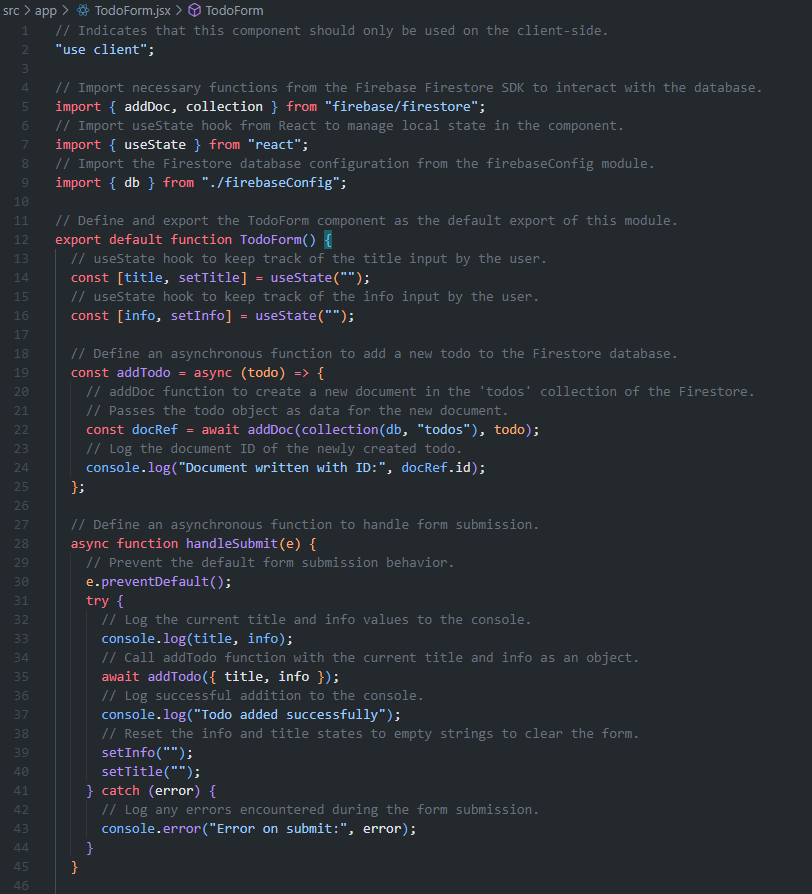 src > app > TodoForm.jsx > TodoForm
1 // Indicates that this component should only be used on the client-side.
2 "use client";
3
4 // Import necessary functions from the Firebase Firestore SDK to interact with the database.
5 import { addDoc, collection } from "firebase/firestore";
6 // Import useState hook from React to manage local state in the component.
7 import { useState } from "react";
8 // Import the Firestore database configuration from the firebaseConfig module.
9 import { db } from "./firebaseConfig";
10
11 // Define and export the TodoForm component as the default export of this module.
12 export default function TodoForm() {
13   // useState hook to keep track of the title input by the user.
14   const [title, setTitle] = useState("");
15   // useState hook to keep track of the info input by the user.
16   const [info, setInfo] = useState("");
17
18   // Define an asynchronous function to add a new todo to the Firestore database.
19   const addTodo = async (todo) => {
20     // addDoc function to create a new document in the 'todos' collection of the Firestore.
21     // Passes the todo object as data for the new document.
22     const docRef = await addDoc(collection(db, "todos"), todo);
23     // Log the document ID of the newly created todo.
24     console.log("Document written with ID:", docRef.id);
25   };
26
27   // Define an asynchronous function to handle form submission.
28   async function handleSubmit(e) {
29     // Prevent the default form submission behavior.
30     e.preventDefault();
31     try {
32       // Log the current title and info values to the console.
33       console.log(title, info);
34       // Call addTodo function with the current title and info as an object.
35       await addTodo({ title, info });
36       // Log successful addition to the console.
37       console.log("Todo added successfully");
38       // Reset the info and title states to empty strings to clear the form.
39       setInfo("");
40       setTitle("");
41     } catch (error) {
42       // Log any errors encountered during the form submission.
43       console.error("Error on submit:", error);
44     }
45   }
46